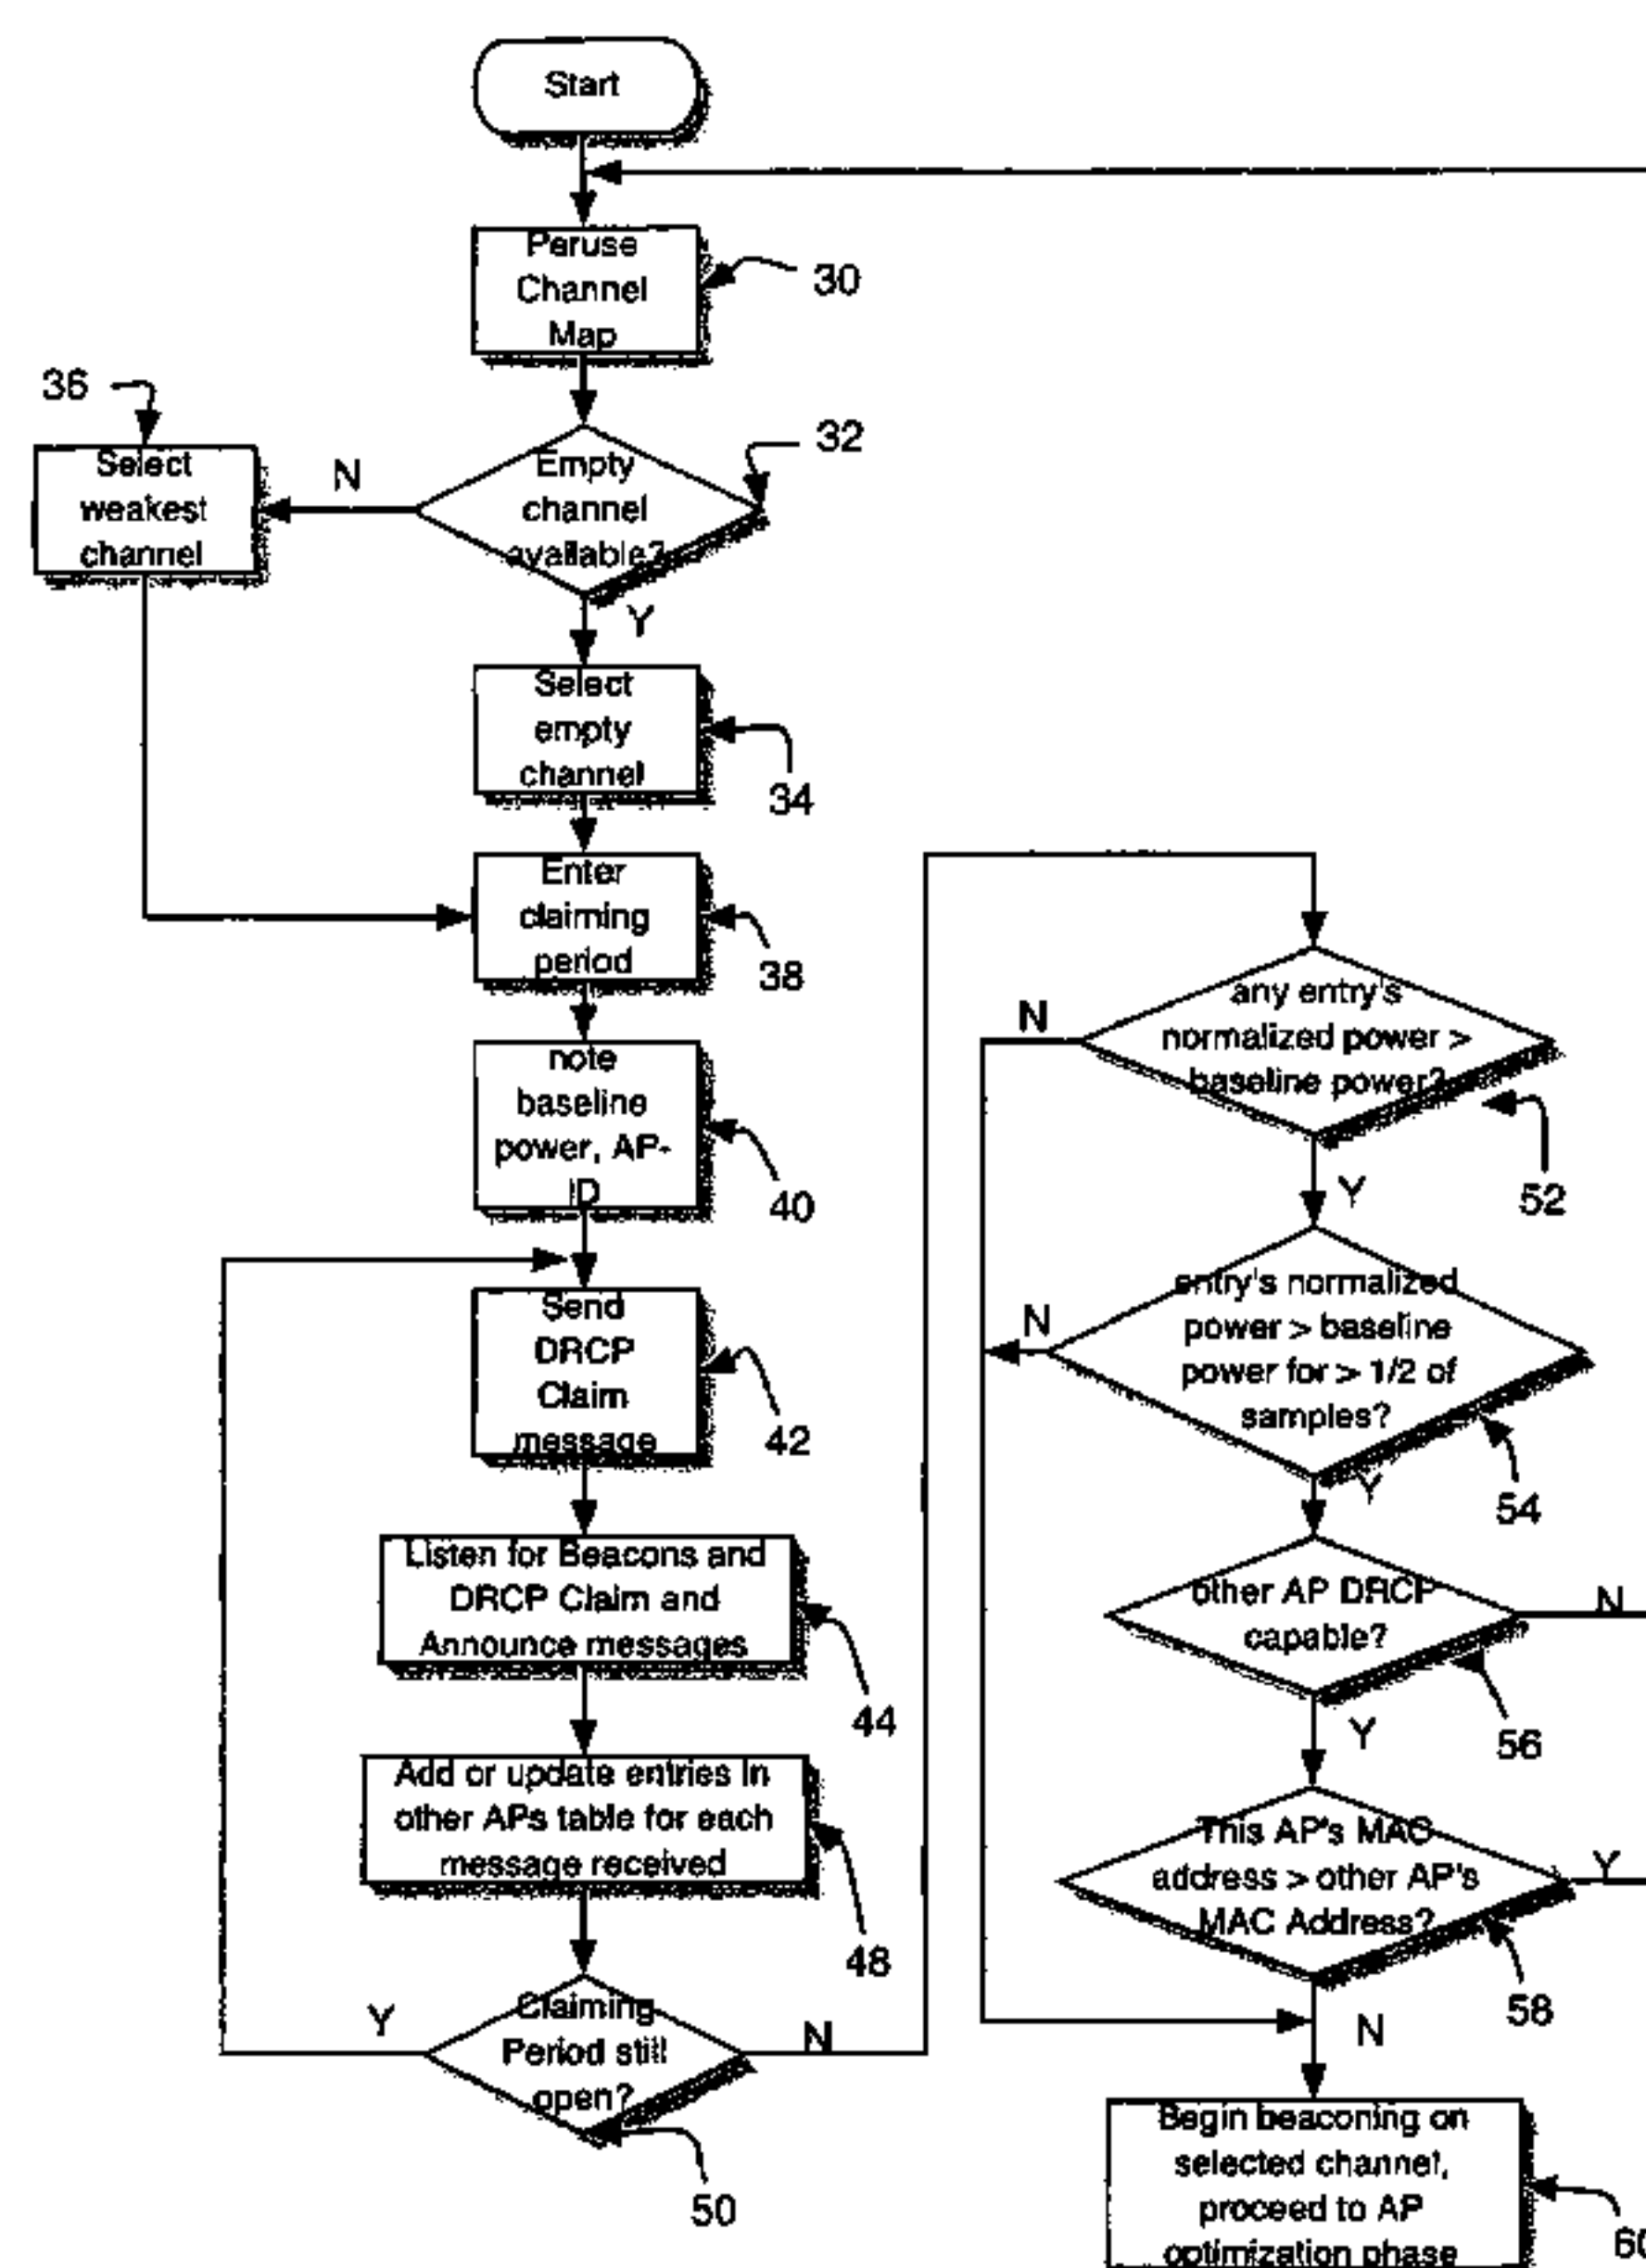 Start
Peruse
Channel
Map
30
36
Select
weakest
channel
N
Empty
channel
available?
32
Y
Select
empty
channel
34
Enter
claiming
period
38
note
baseline
power, AP-
ID
40
Send
DRCP
Claim
message
42
Listen for Beacons and
DRCP Claim and
Announce messages
44
Add or update entries in
other APs table for each
message received
48
Claiming
Period still
open?
Y
N
50
any entry's
normalized power >
baseline power?
N
52
Y
entry's normalized
power > baseline
power for > 1/2 of
samples?
N
54
Y
other AP DRCP
capable?
N
56
Y
This AP's MAC
address > other AP's
MAC Address?
Y
58
N
Begin beaconing on
selected channel,
proceed to AP
optimization phase